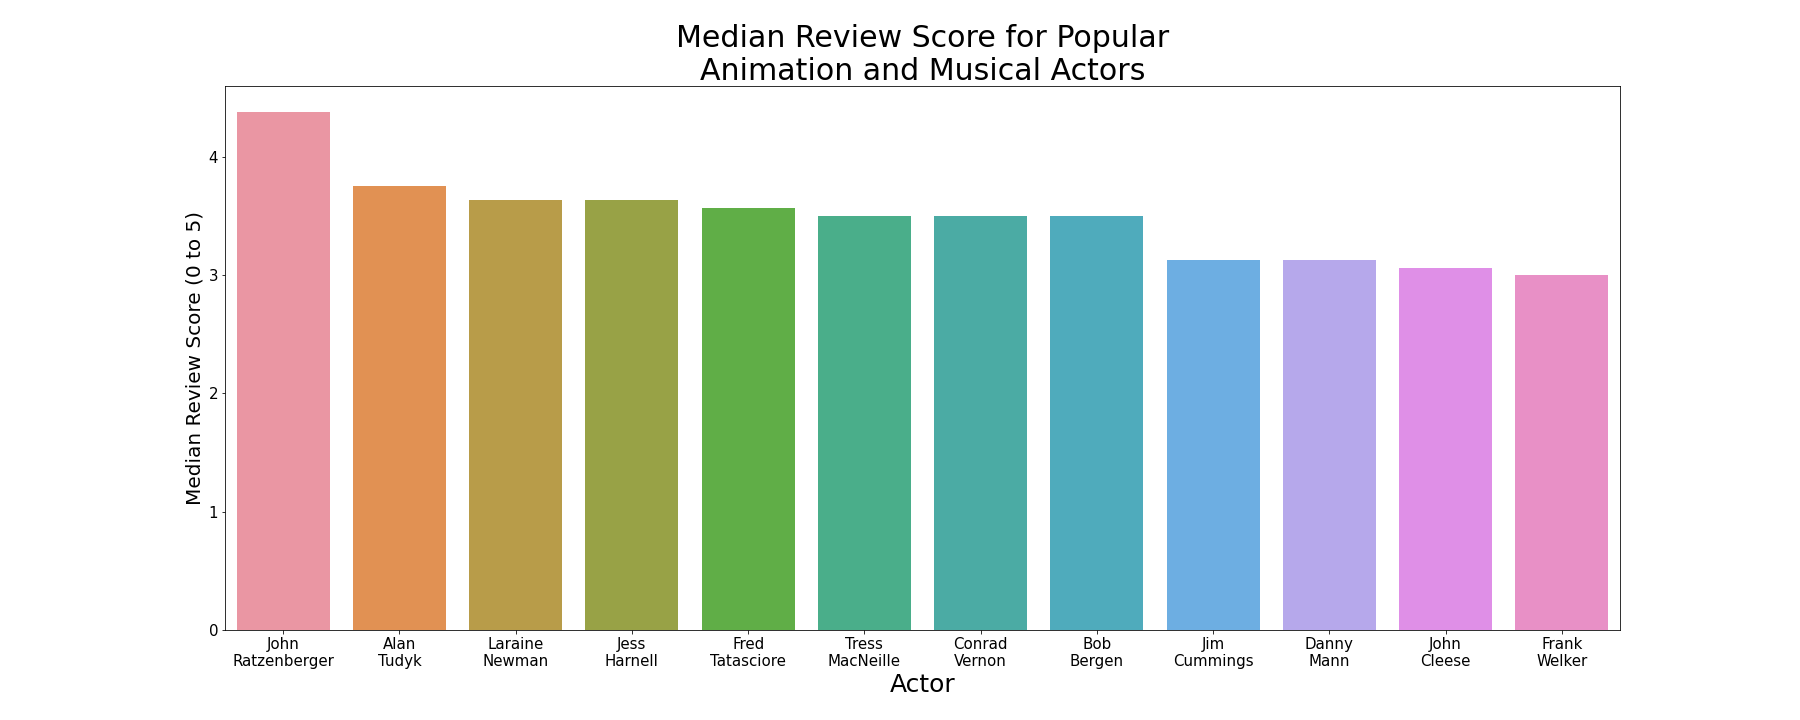 Median Review Score for Popular
Animation and Musical Actors
Median Review Score (0 to 5)
4
3
2
1
0
John
Ratzenberger
Alan
Tudyk
Laraine
Newman
Jess
Harnell
Fred
Tatasciore
Tress
MacNeille
Conrad
Vernon
Bob
Bergen
Jim
Cummings
Danny
Mann
John
Cleese
Frank
Welker
Actor